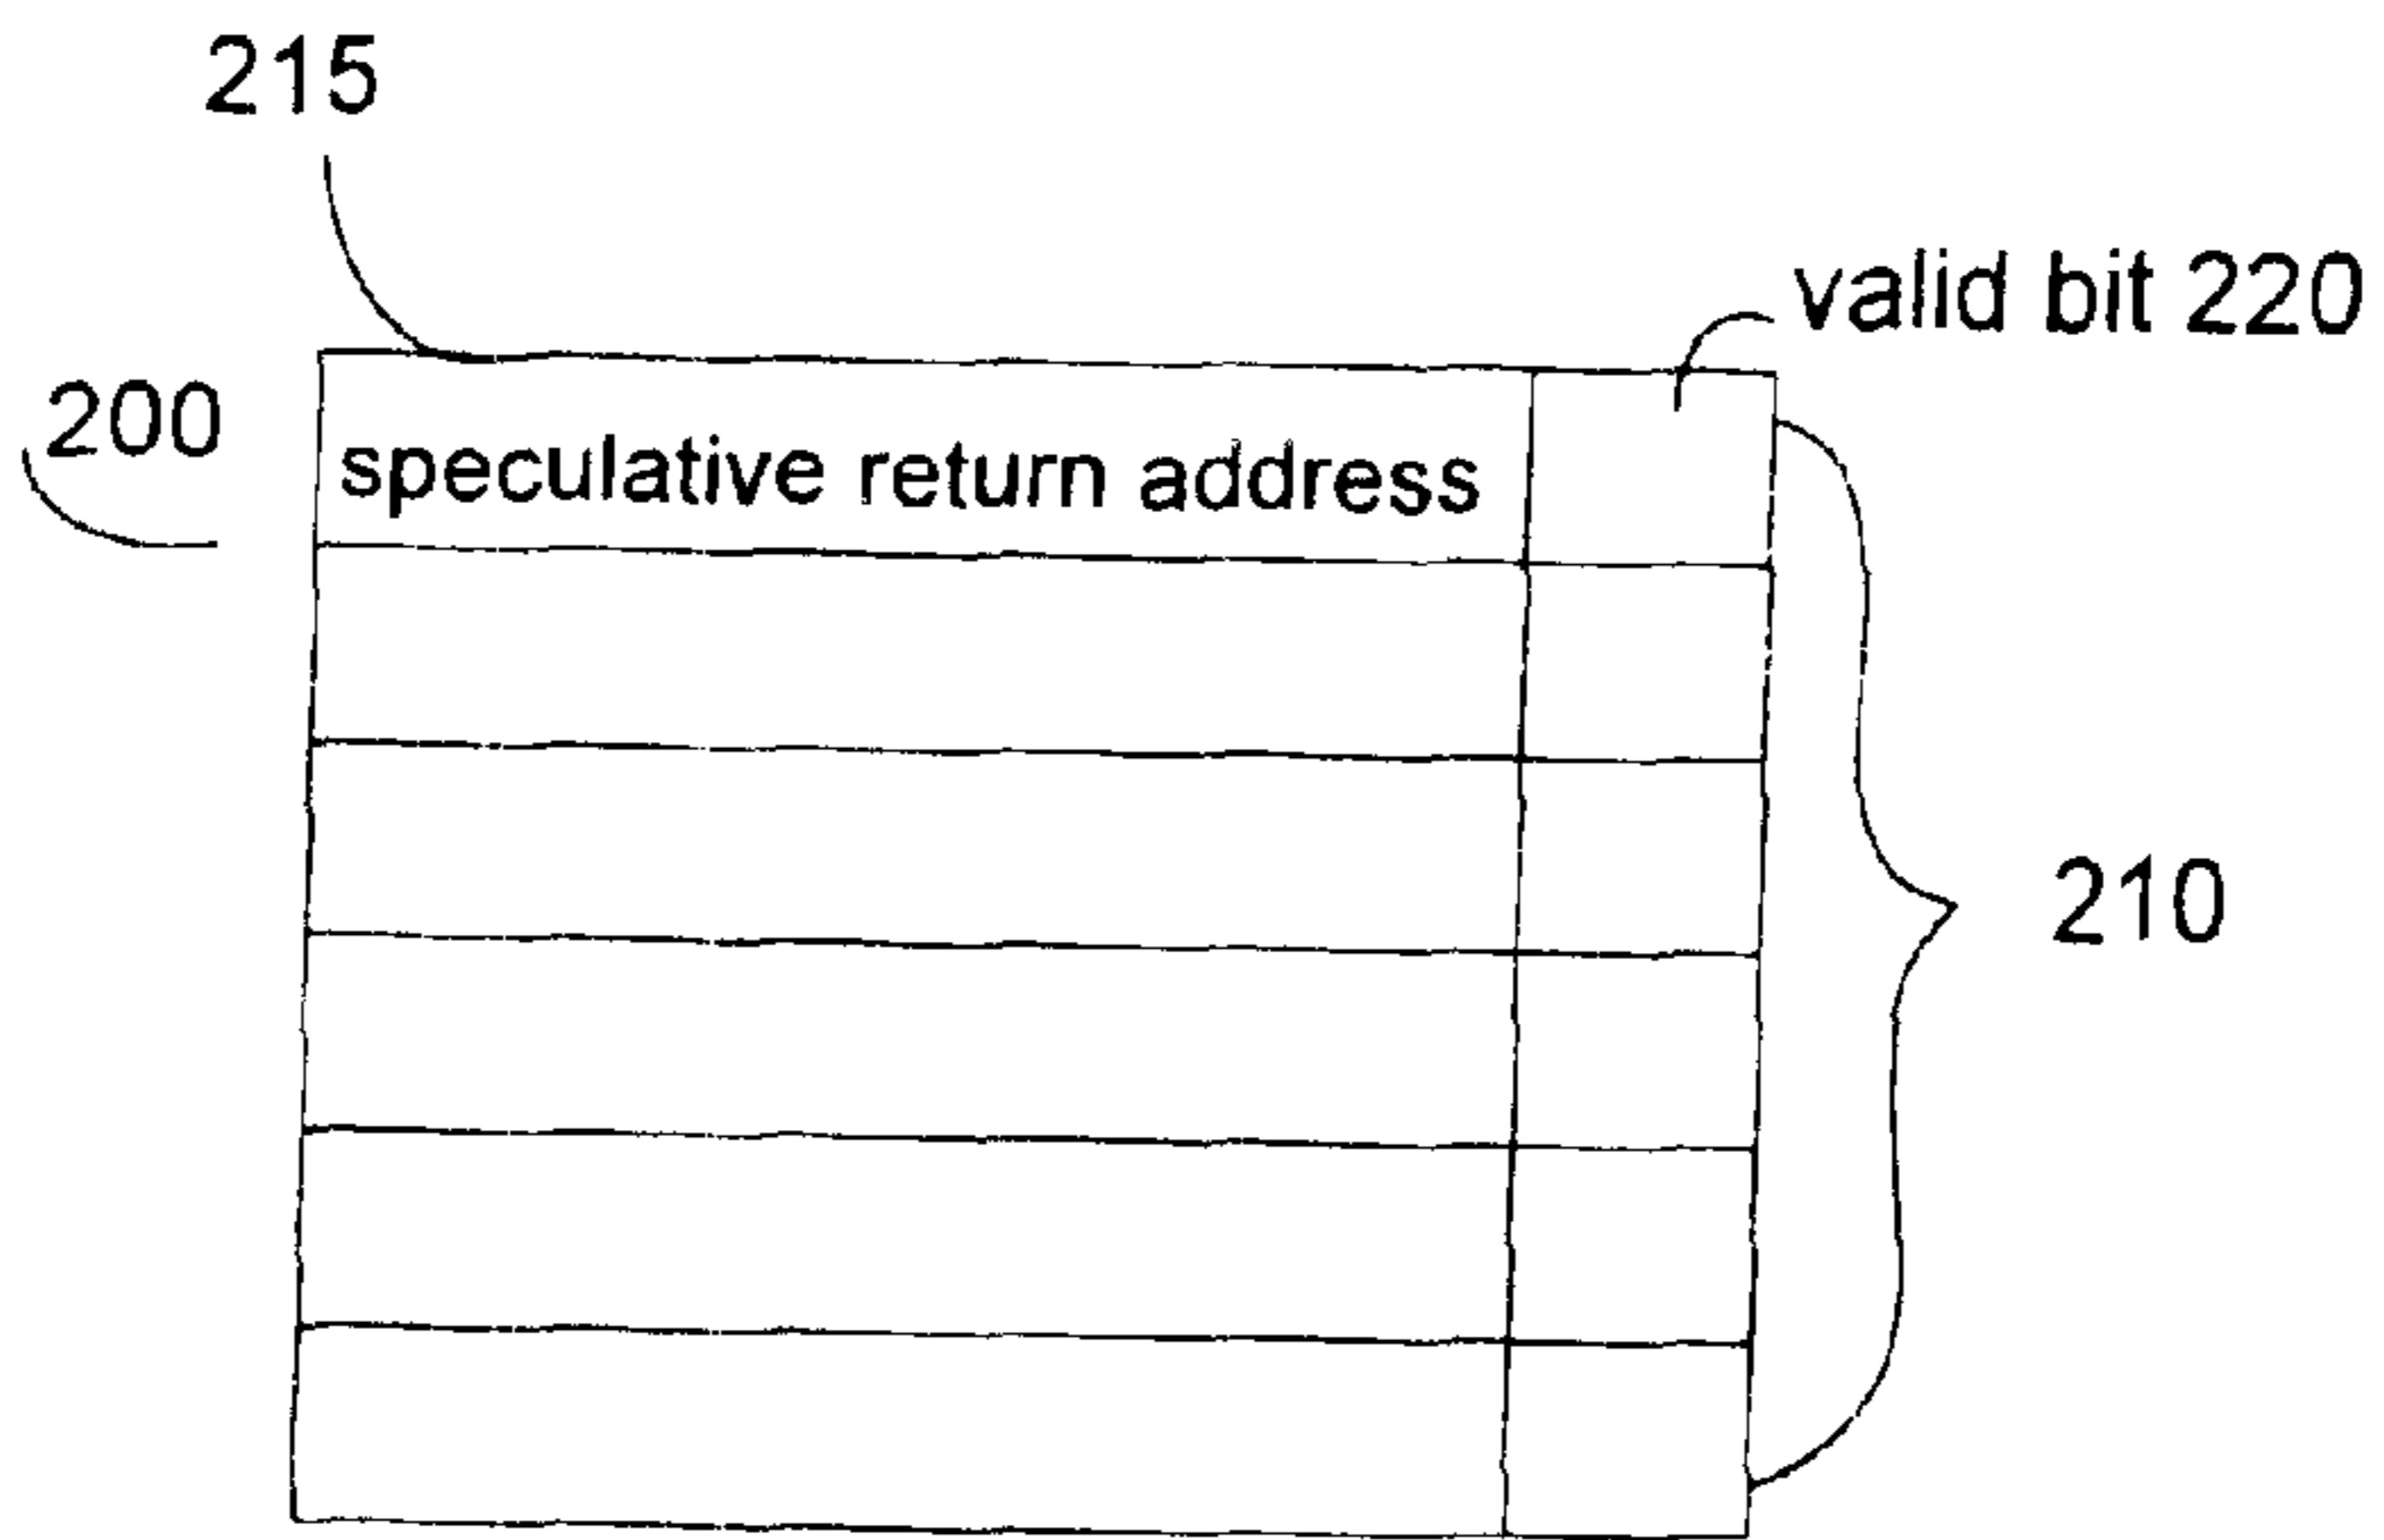 215
valid bit 220
200
speculative return address
210